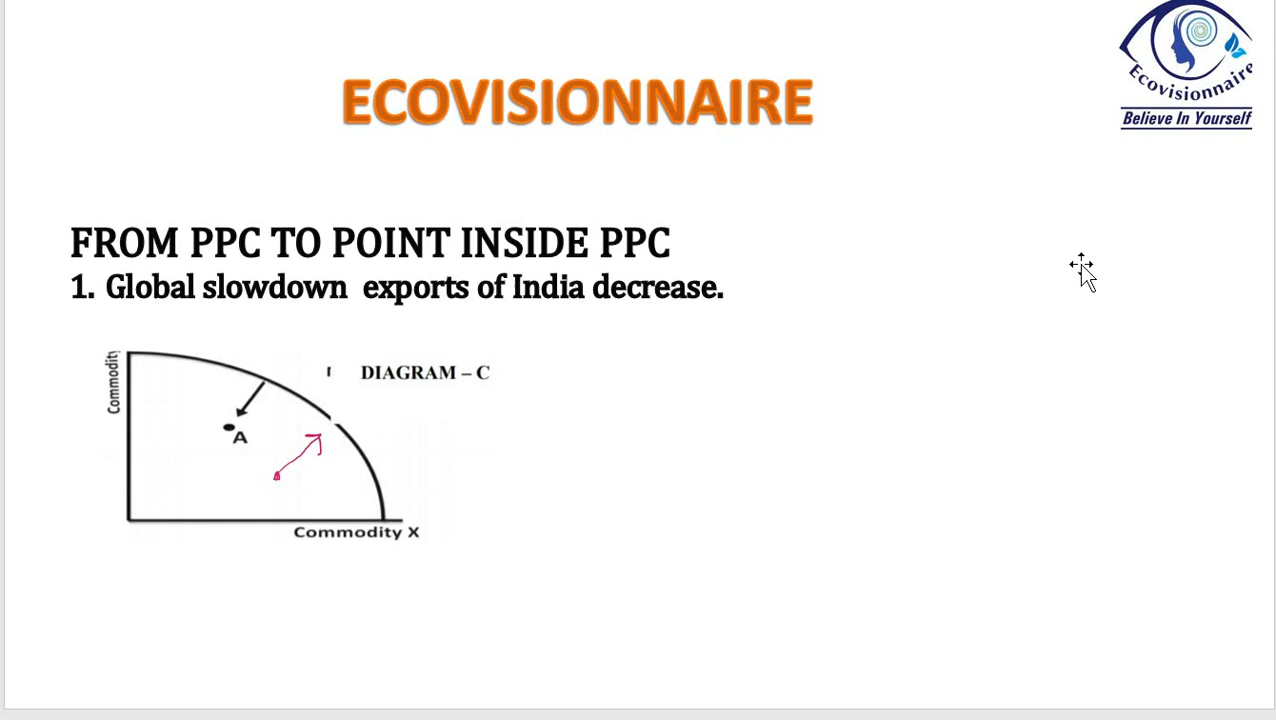 ECOVISIONNAIRE
Ecovisionnaire
Believe In Yourself
FROM PPC TO POINT INSIDE PPC
1. Global slowdown exports of India decrease.
Commodity
DIAGRAM – C
A
Commodity X